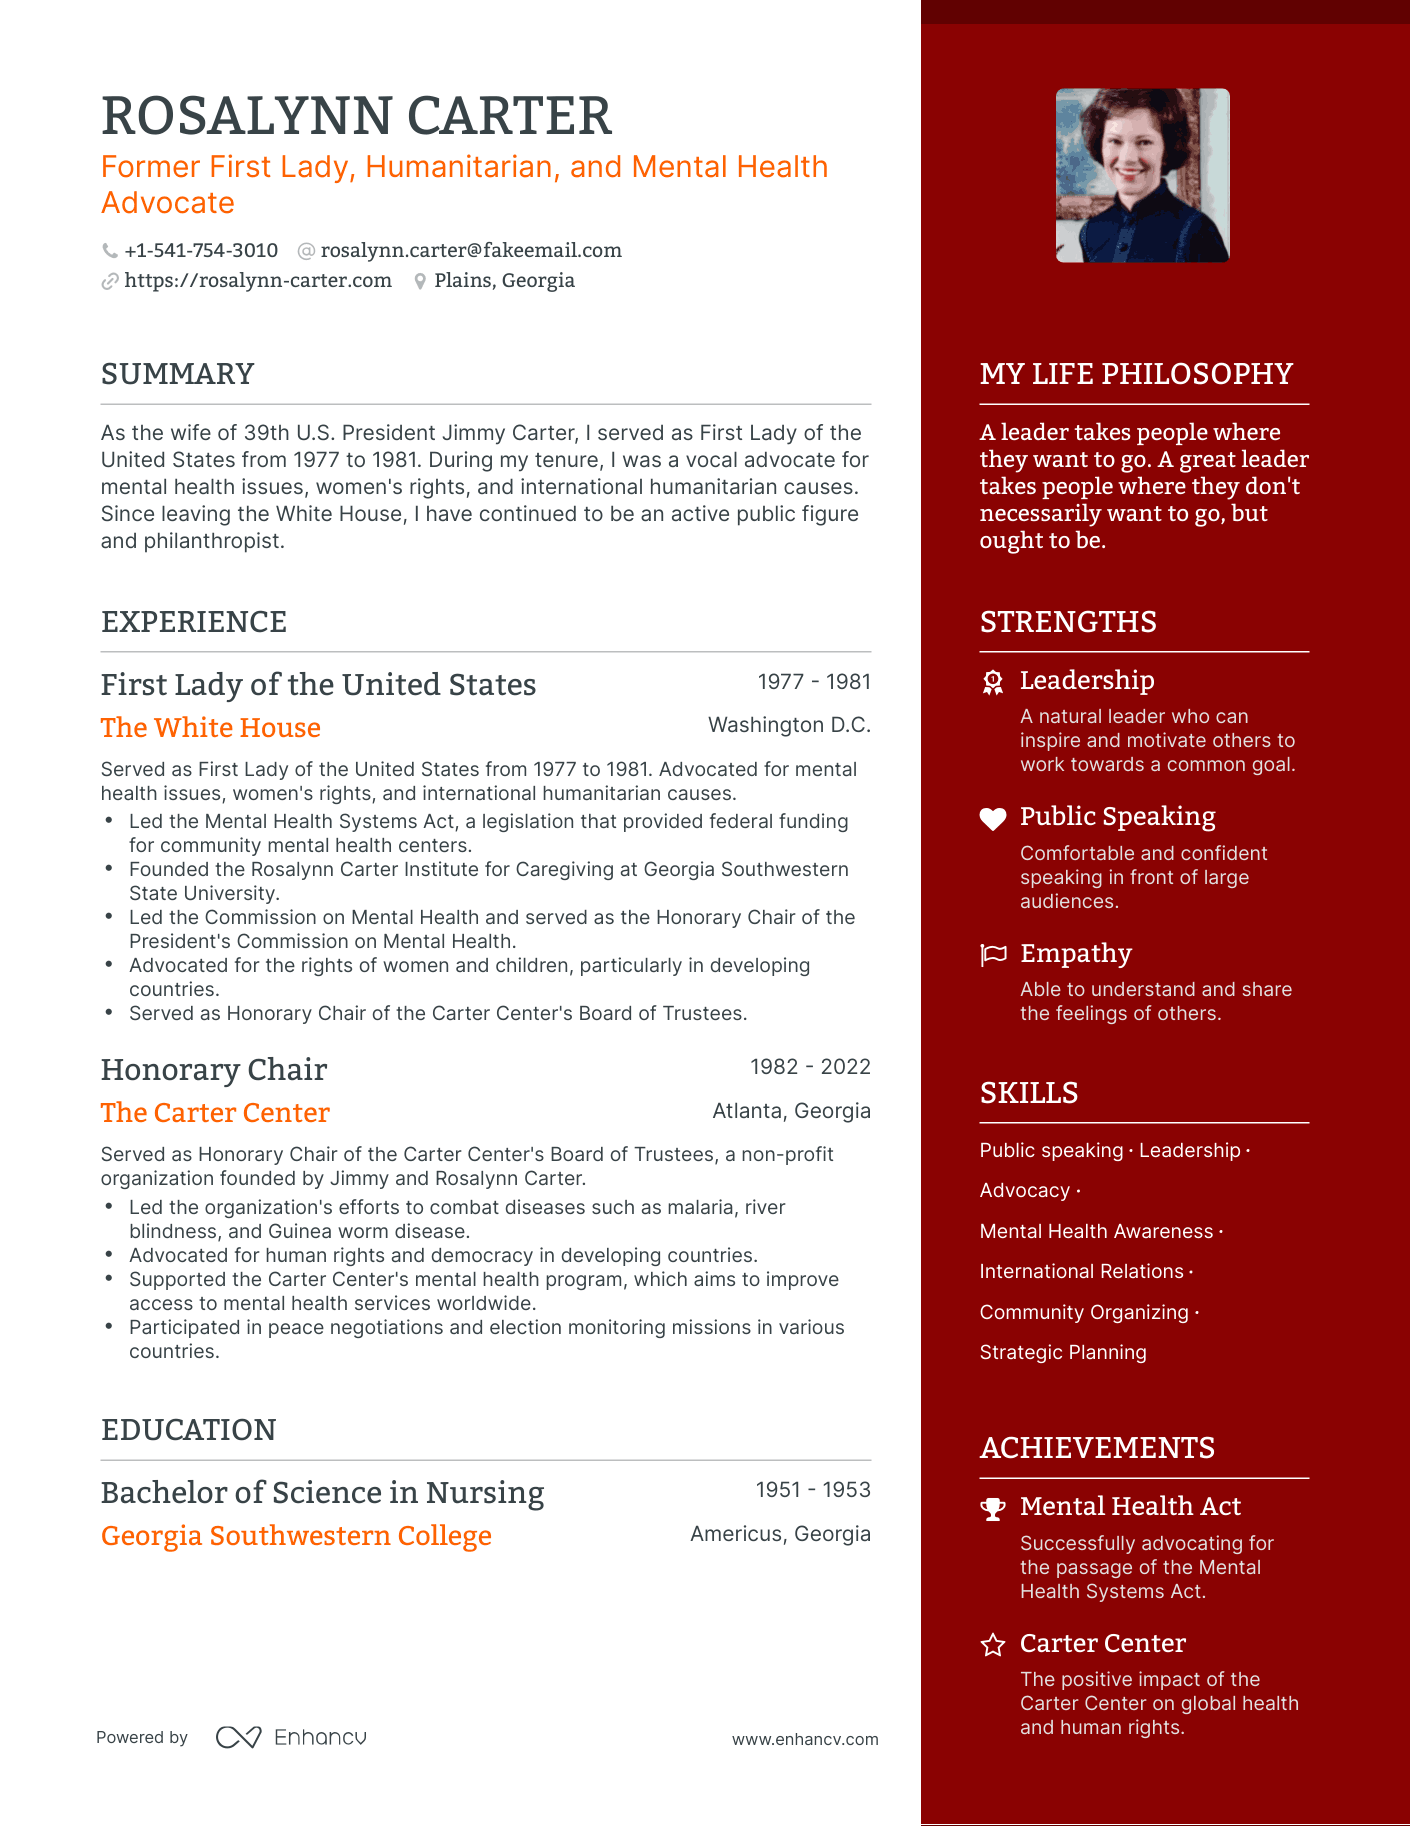 ROSALYNN CARTER
Former First Lady, Humanitarian, and Mental Health
Advocate
+1-541-754-3010 rosalynn.carter@fakeemail.com
https://rosalynn-carter.com Plains, Georgia
SUMMARY
As the wife of 39th U.S. President Jimmy Carter, I served as First Lady of the
United States from 1977 to 1981. During my tenure, I was a vocal advocate for
mental health issues, women's rights, and international humanitarian causes.
Since leaving the White House, I have continued to be an active public figure
and philanthropist.
EXPERIENCE
First Lady of the United States 1977 - 1981
The White House Washington D.C.
Served as First Lady of the United States from 1977 to 1981. Advocated for mental
health issues, women's rights, and international humanitarian causes.
• Led the Mental Health Systems Act, a legislation that provided federal funding
for community mental health centers.
• Founded the Rosalynn Carter Institute for Caregiving at Georgia Southwestern
State University.
• Led the Commission on Mental Health and served as the Honorary Chair of the
President's Commission on Mental Health.
• Advocated for the rights of women and children, particularly in developing
countries.
• Served as Honorary Chair of the Carter Center's Board of Trustees.
Honorary Chair 1982 - 2022
The Carter Center Atlanta, Georgia
Served as Honorary Chair of the Carter Center's Board of Trustees, a non-profit
organization founded by Jimmy and Rosalynn Carter.
• Led the organization's efforts to combat diseases such as malaria, river
blindness, and Guinea worm disease.
• Advocated for human rights and democracy in developing countries.
• Supported the Carter Center's mental health program, which aims to improve
access to mental health services worldwide.
• Participated in peace negotiations and election monitoring missions in various
countries.
EDUCATION
Bachelor of Science in Nursing 1951 - 1953
Georgia Southwestern College Americus, Georgia
Powered by Enhancv www.enhancv.com
MY LIFE PHILOSOPHY
A leader takes people where
they want to go. A great leader
takes people where they don't
necessarily want to go, but
ought to be.
STRENGTHS
Leadership
A natural leader who can
inspire and motivate others to
work towards a common goal.
Public Speaking
Comfortable and confident
speaking in front of large
audiences.
Empathy
Able to understand and share
the feelings of others.
SKILLS
Public speaking · Leadership ·
Advocacy ·
Mental Health Awareness ·
International Relations ·
Community Organizing ·
Strategic Planning
ACHIEVEMENTS
Mental Health Act
Successfully advocating for
the passage of the Mental
Health Systems Act.
Carter Center
The positive impact of the
Carter Center on global health
and human rights.